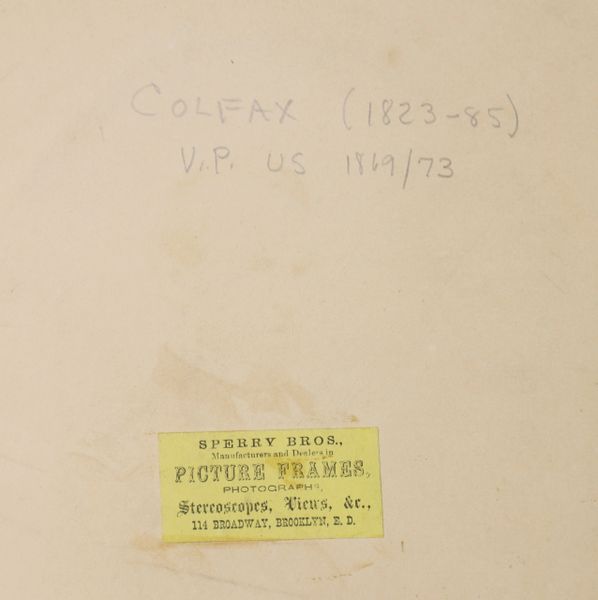 COLFAX (1823-85)
V.P. US 1869/73
SPERRY BROS.,
Manufacturers and Dealers in
PICTURE FRAMES,
PHOTOGRAPHS,
Stereoscopes, Views, &c.,
114 BROADWAY, BROOKLYN, E. D.